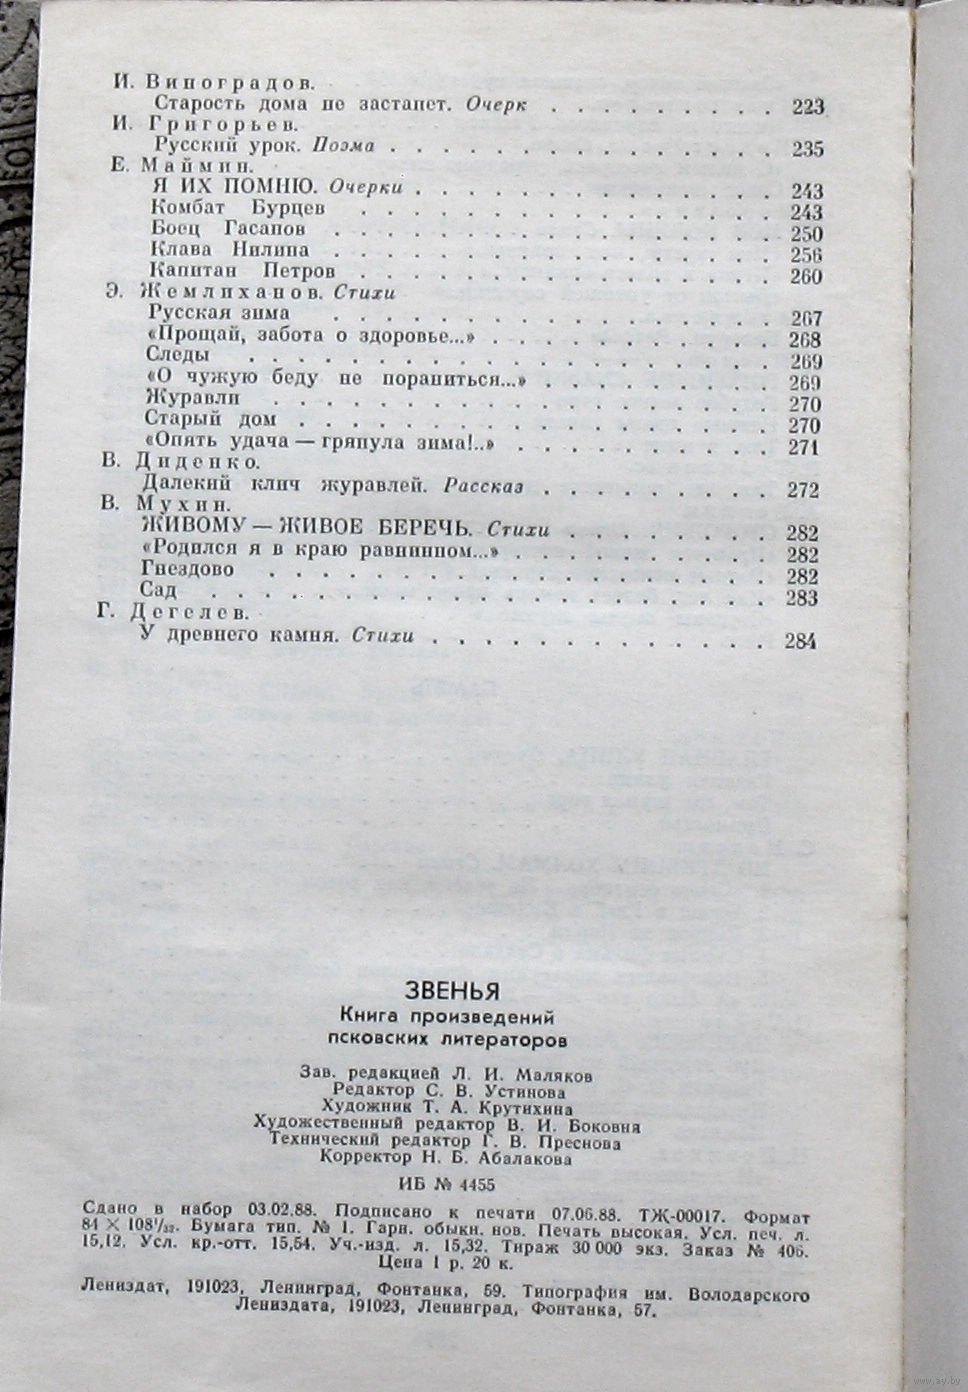 И. Виноградов.
Старость дома не застанет. Очерк . . . . . . . . . 223
И. Григорьев.
Русский урок. Поэма . . . . . . . . . . . . . . . 235
Е. Маймин.
Я ИХ ПОМНЮ. Очерки . . . . . . . . . . . . . . 243
Комбат Бурцев . . . . . . . . . . . . . . . . 243
Боец Гасанов . . . . . . . . . . . . . . . . . 250
Клава Нилина . . . . . . . . . . . . . . . . . 256
Капитан Петров . . . . . . . . . . . . . . . . 260
Э. Жемлиханов. Стихи
Русская зима . . . . . . . . . . . . . . . . . 267
«Прощай, забота о здоровье...» . . . . . . . . . . . 268
Следы . . . . . . . . . . . . . . . . . . . . 269
«О чужую беду не пораниться...» . . . . . . . . . 269
Журавли . . . . . . . . . . . . . . . . . . . 270
Старый дом . . . . . . . . . . . . . . . . . . 270
«Опять удача — грянула зима!..» . . . . . . . . . . 271
В. Диденко.
Далекий клич журавлей. Рассказ . . . . . . . . . 272
В. Мухин.
ЖИВОМУ — ЖИВОЕ БЕРЕЧЬ. Стихи . . . . . . . . 282
«Родился я в краю равнинном...» . . . . . . . . . . 282
Гнездово . . . . . . . . . . . . . . . . . . . 282
Сад . . . . . . . . . . . . . . . . . . . . . 283
Г. Дегелев.
У древнего камня. Стихи . . . . . . . . . . . . . 284
ЗВЕНЬЯ
Книга произведений
псковских литераторов
Зав. редакцией Л. И. Маляков
Редактор С. В. Устинова
Художник Т. А. Крутихина
Художественный редактор В. И. Боковня
Технический редактор Г. В. Преснова
Корректор Н. Б. Абалакова
ИБ № 4455
Сдано в набор 03.02.88. Подписано к печати 07.06.88. ТЖ-00017. Формат
84 × 108 1/32. Бумага тип. № 1. Гарн. обыкн. нов. Печать высокая. Усл. печ. л.
15,12. Усл. кр.-отт. 15,54. Уч.-изд. л. 15,32. Тираж 30 000 экз. Заказ № 406.
Цена 1 р. 20 к.
Лениздат, 191023, Ленинград, Фонтанка, 59. Типография им. Володарского
Лениздата, 191023, Ленинград, Фонтанка, 57.
www.ay.by